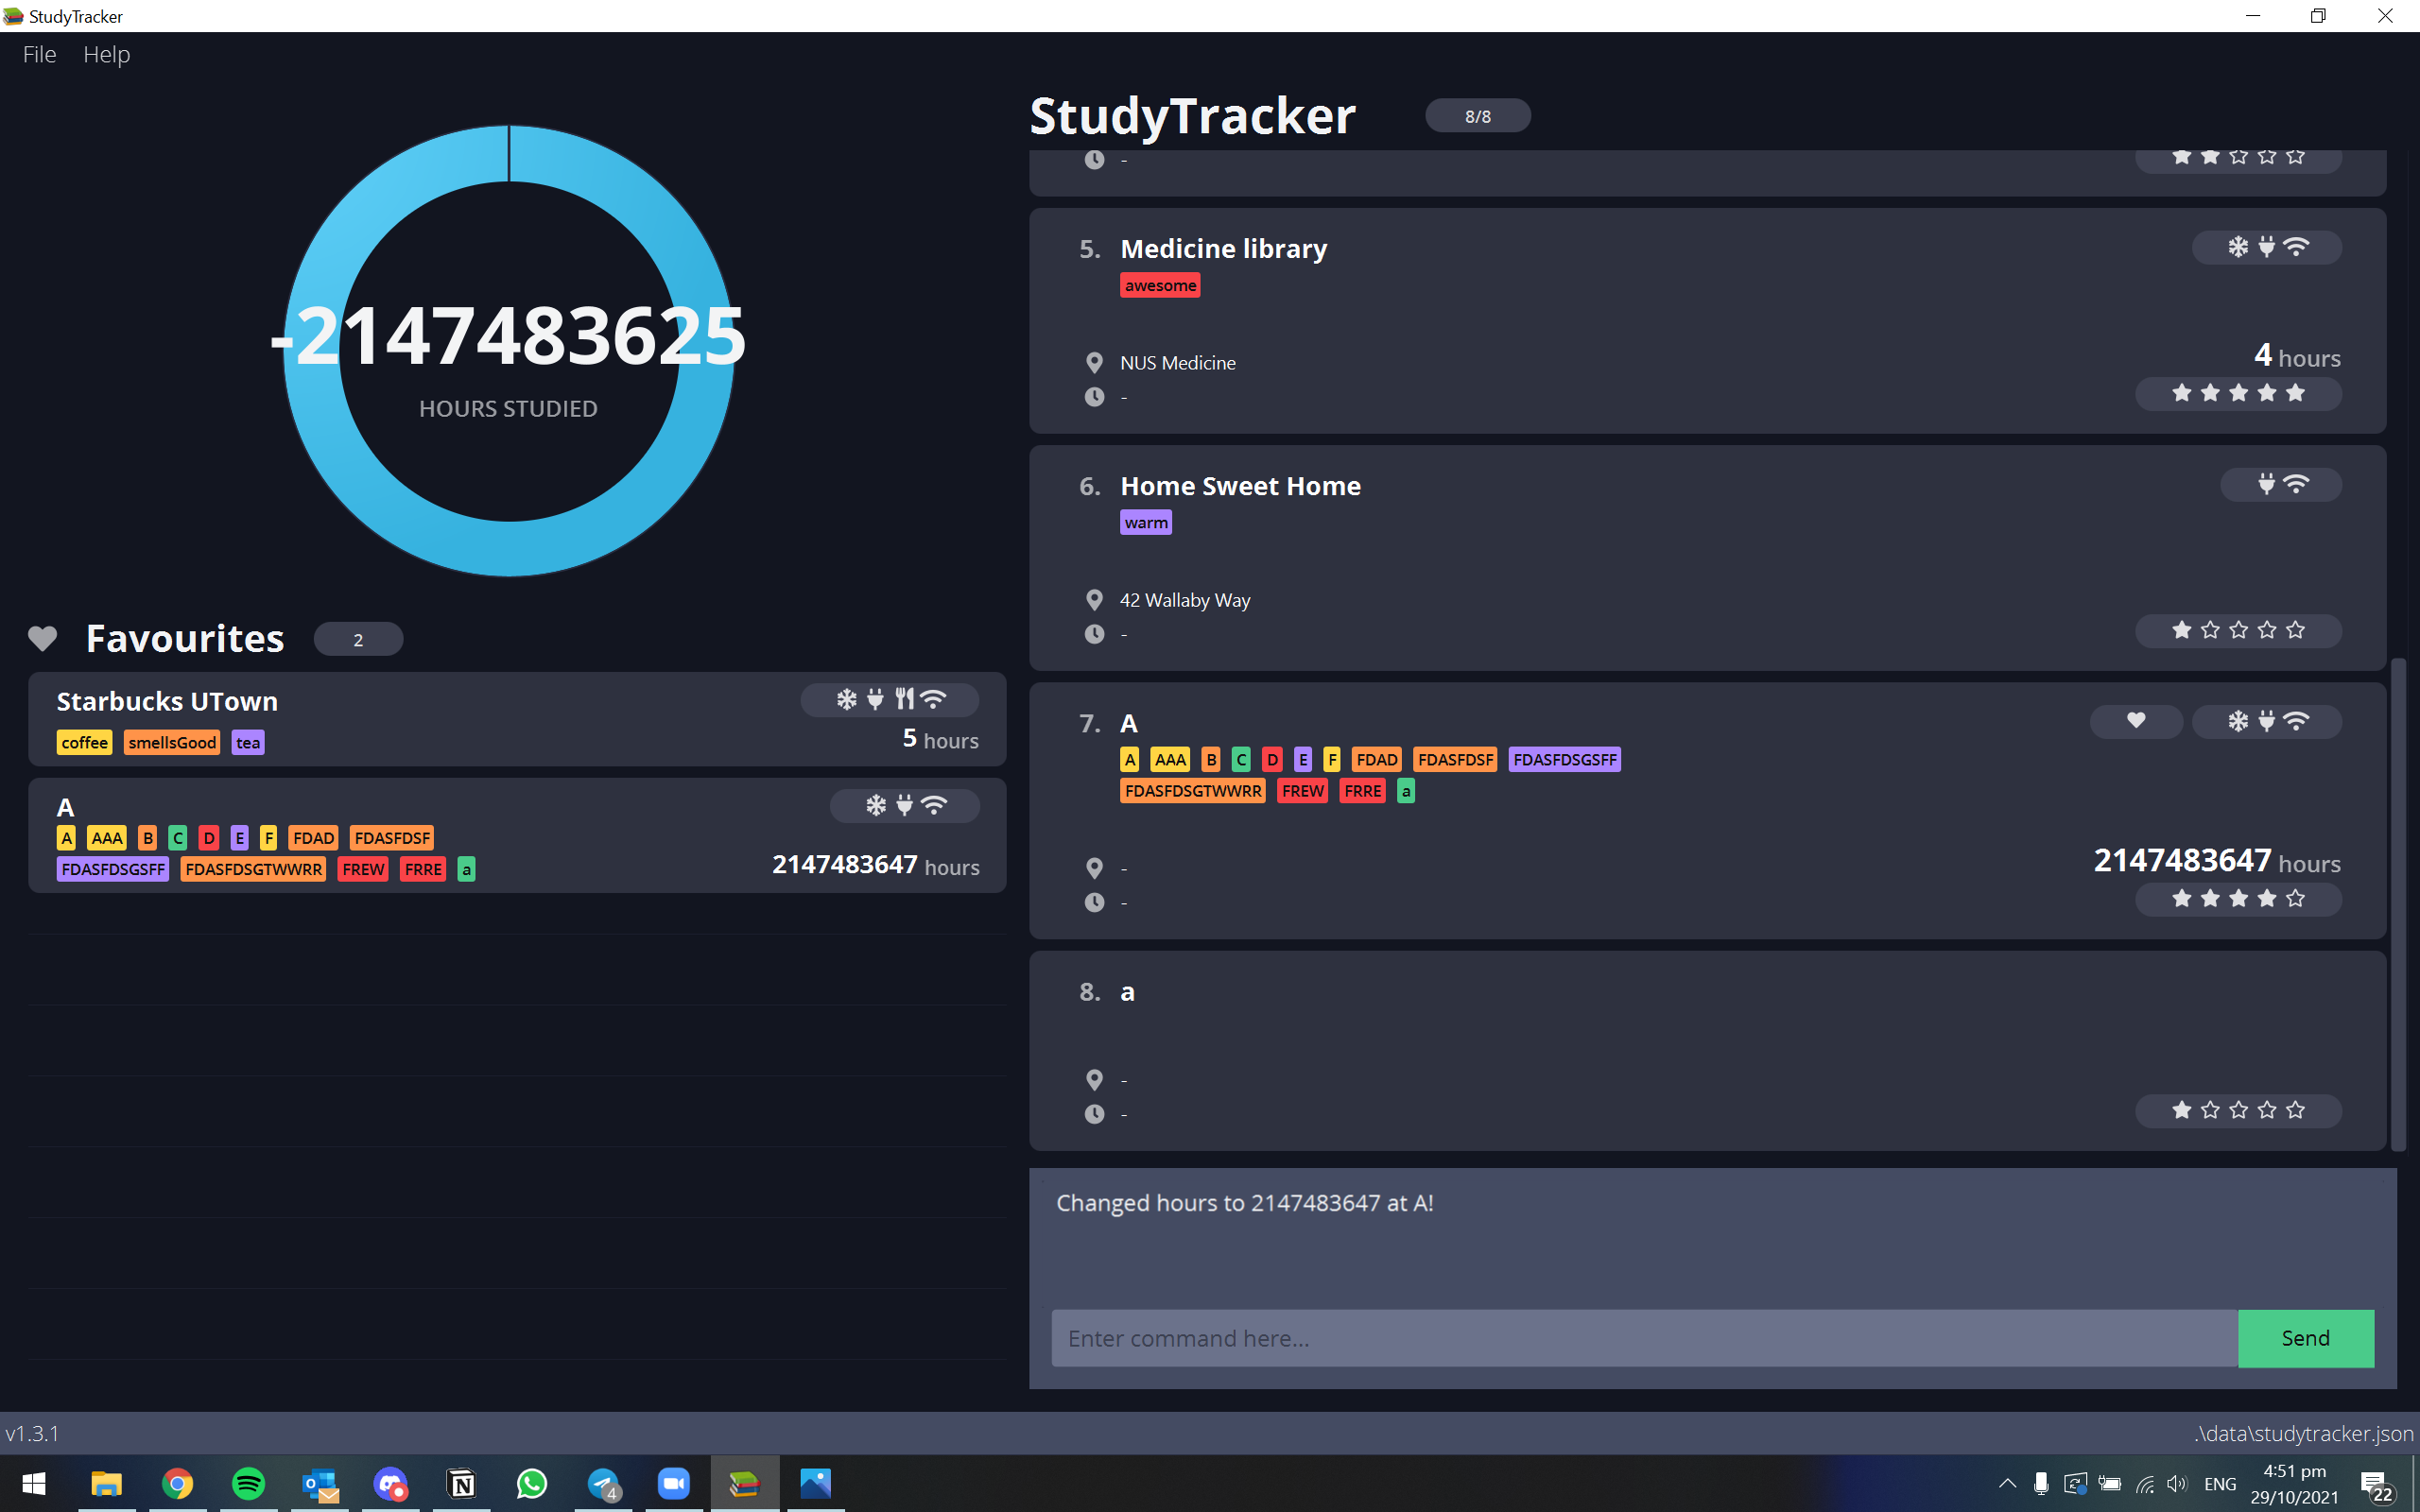 StudyTracker
File Help
-2147483625
HOURS STUDIED
Favourites 2
Starbucks UTown
coffee smellsGood tea
5 hours
A
A AAA B C D E F FDAD FDASFDSF
FDASFDSGSFF FDASFDSGTWWRR FREW FRRE a
2147483647 hours
StudyTracker 8/8
-
5. Medicine library
awesome
NUS Medicine
4 hours
-
6. Home Sweet Home
warm
42 Wallaby Way
-
7. A
A AAA B C D E F FDAD FDASFDSF FDASFDSGSFF
FDASFDSGTWWRR FREW FRRE a
-
2147483647 hours
-
8. a
-
-
Changed hours to 2147483647 at A!
Enter command here...
Send
v1.3.1
.\data\studytracker.json
4
ENG
4:51 pm
29/10/2021
22